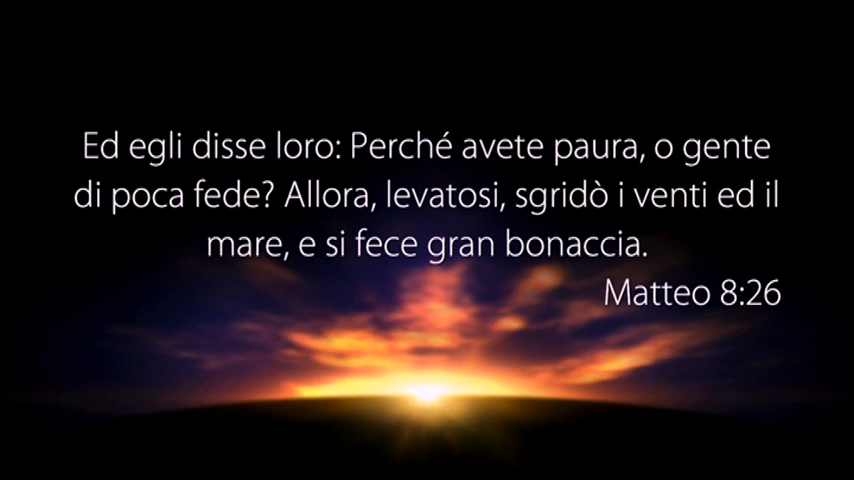 Ed egli disse loro: Perché avete paura, o gente
di poca fede? Allora, levatosi, sgridò i venti ed il
mare, e si fece gran bonaccia.
Matteo 8:26